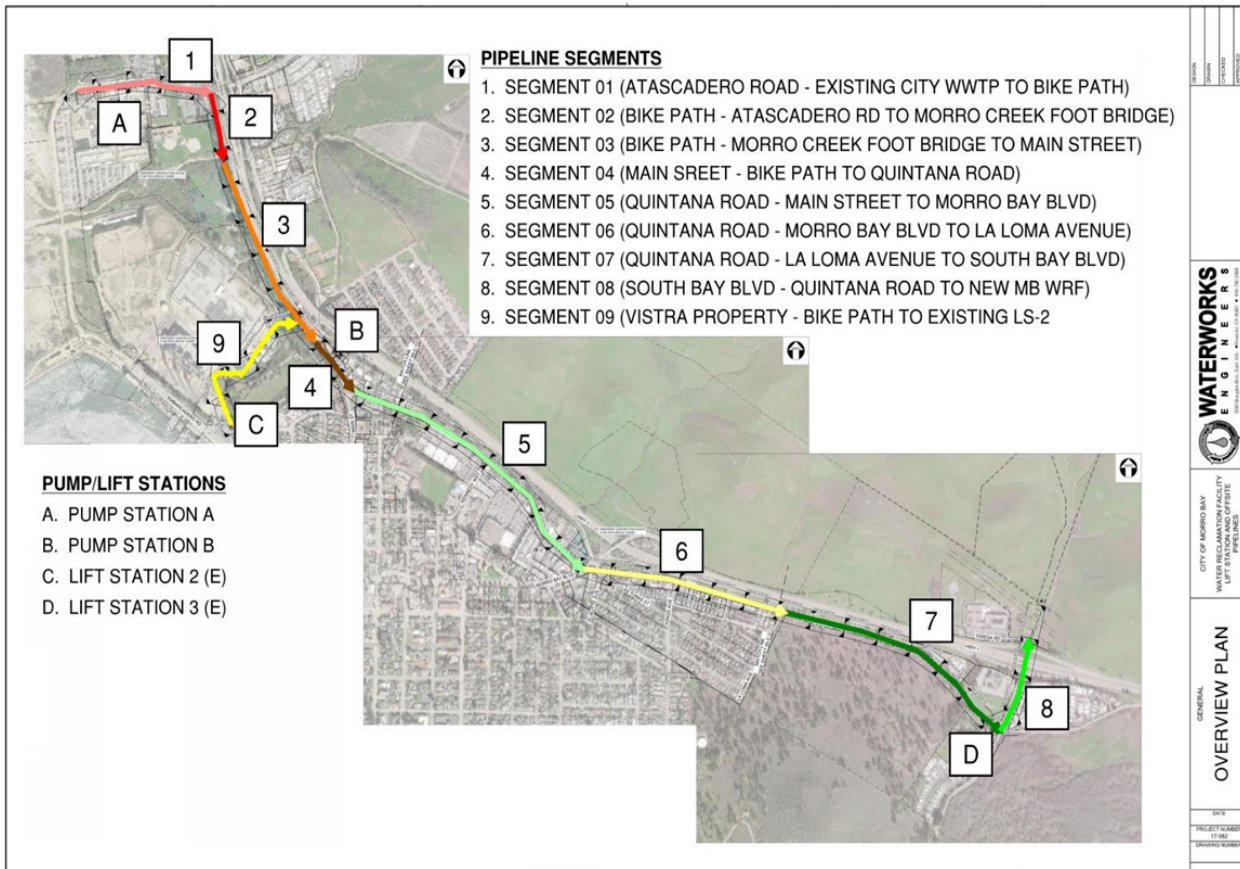 PIPELINE SEGMENTS
1. SEGMENT 01 (ATASCADERO ROAD - EXISTING CITY WWTP TO BIKE PATH)
2. SEGMENT 02 (BIKE PATH - ATASCADERO RD TO MORRO CREEK FOOT BRIDGE)
3. SEGMENT 03 (BIKE PATH - MORRO CREEK FOOT BRIDGE TO MAIN STREET)
4. SEGMENT 04 (MAIN SREET - BIKE PATH TO QUINTANA ROAD)
5. SEGMENT 05 (QUINTANA ROAD - MAIN STREET TO MORRO BAY BLVD)
6. SEGMENT 06 (QUINTANA ROAD - MORRO BAY BLVD TO LA LOMA AVENUE)
7. SEGMENT 07 (QUINTANA ROAD - LA LOMA AVENUE TO SOUTH BAY BLVD)
8. SEGMENT 08 (SOUTH BAY BLVD - QUINTANA ROAD TO NEW MB WRF)
9. SEGMENT 09 (VISTRA PROPERTY - BIKE PATH TO EXISTING LS-2
1
A
2
3
B
9
4
C
5
6
7
8
D
PUMP/LIFT STATIONS
A. PUMP STATION A
B. PUMP STATION B
C. LIFT STATION 2 (E)
D. LIFT STATION 3 (E)
DESIGN
DRAWN
CHECKED
APPROVED
WATERWORKS
ENGINEERS
CITY OF MORRO BAY
WATER RECLAMATION FACILITY
LIFT STATION AND OFFSITE
PIPELINES
GENERAL
OVERVIEW PLAN
DATE
PROJECT NUMBER
17-082
DRAWING NUMBER